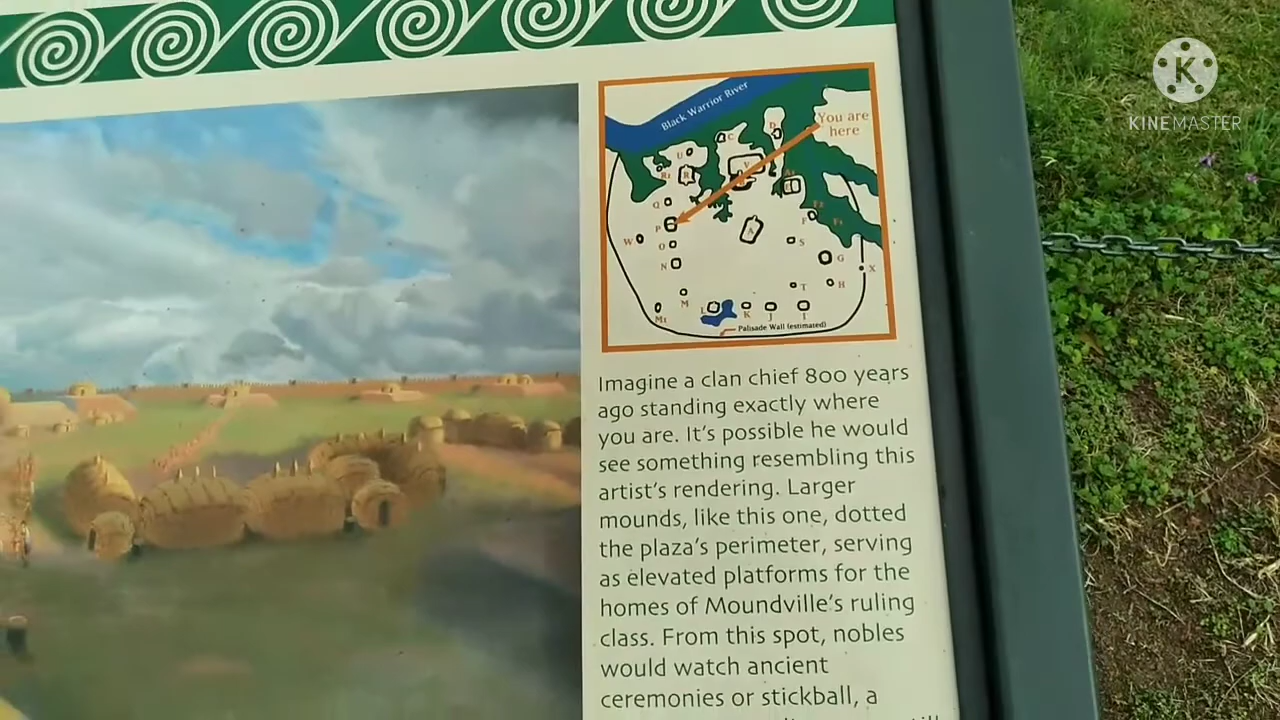 K
KINEMASTER
Black Warrior River
You are
here
C
D
U
V
R
Q
P
A
F
W
O
S
G
N
X
T
H
M
M1
L
K
J
I
Palisade Wall (estimated)
Imagine a clan chief 800 years
ago standing exactly where
you are. It's possible he would
see something resembling this
artist's rendering. Larger
mounds, like this one, dotted
the plaza's perimeter, serving
as elevated platforms for the
homes of Moundville's ruling
class. From this spot, nobles
would watch ancient
ceremonies or stickball, a